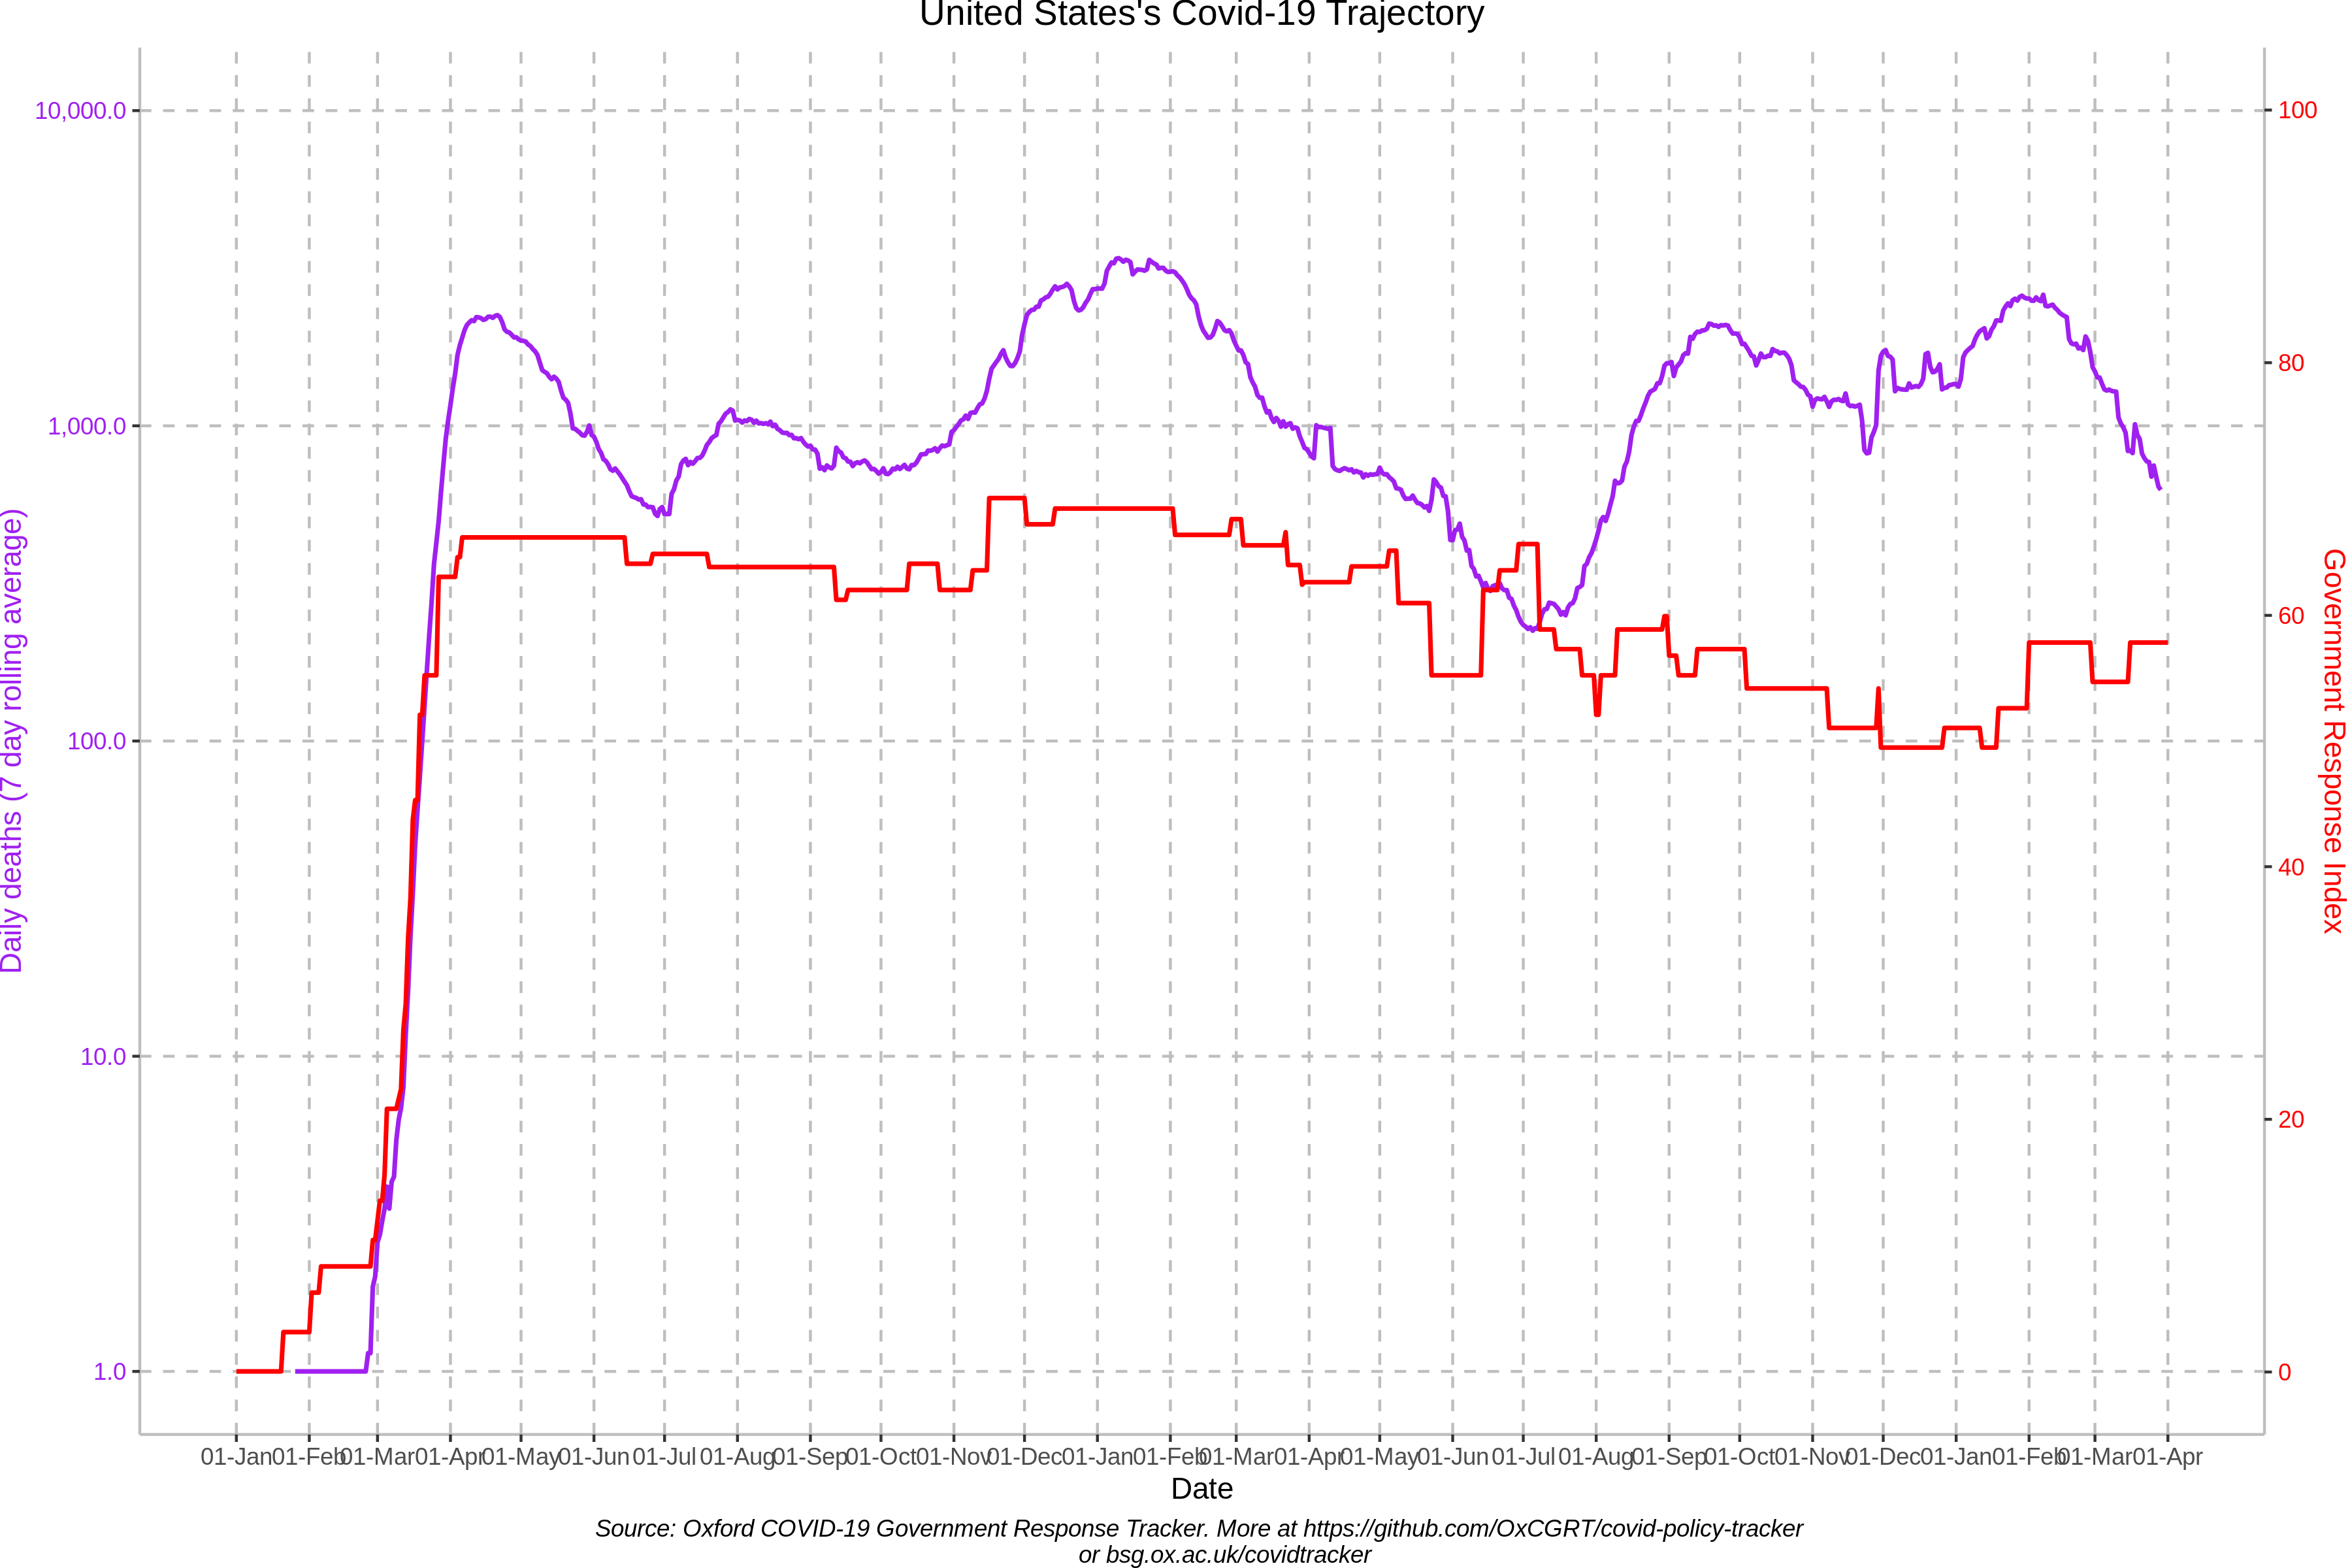 United States's Covid-19 Trajectory
10,000.0
1,000.0
100.0
10.0
1.0
Daily deaths (7 day rolling average)
100
80
60
40
20
0
Government Response Index
01-Jan 01-Feb 01-Mar 01-Apr 01-May 01-Jun 01-Jul 01-Aug 01-Sep 01-Oct 01-Nov 01-Dec 01-Jan 01-Feb 01-Mar 01-Apr 01-May 01-Jun 01-Jul 01-Aug 01-Sep 01-Oct 01-Nov 01-Dec 01-Jan 01-Feb 01-Mar 01-Apr
Date
Source: Oxford COVID-19 Government Response Tracker. More at https://github.com/OxCGRT/covid-policy-tracker
or bsg.ox.ac.uk/covidtracker